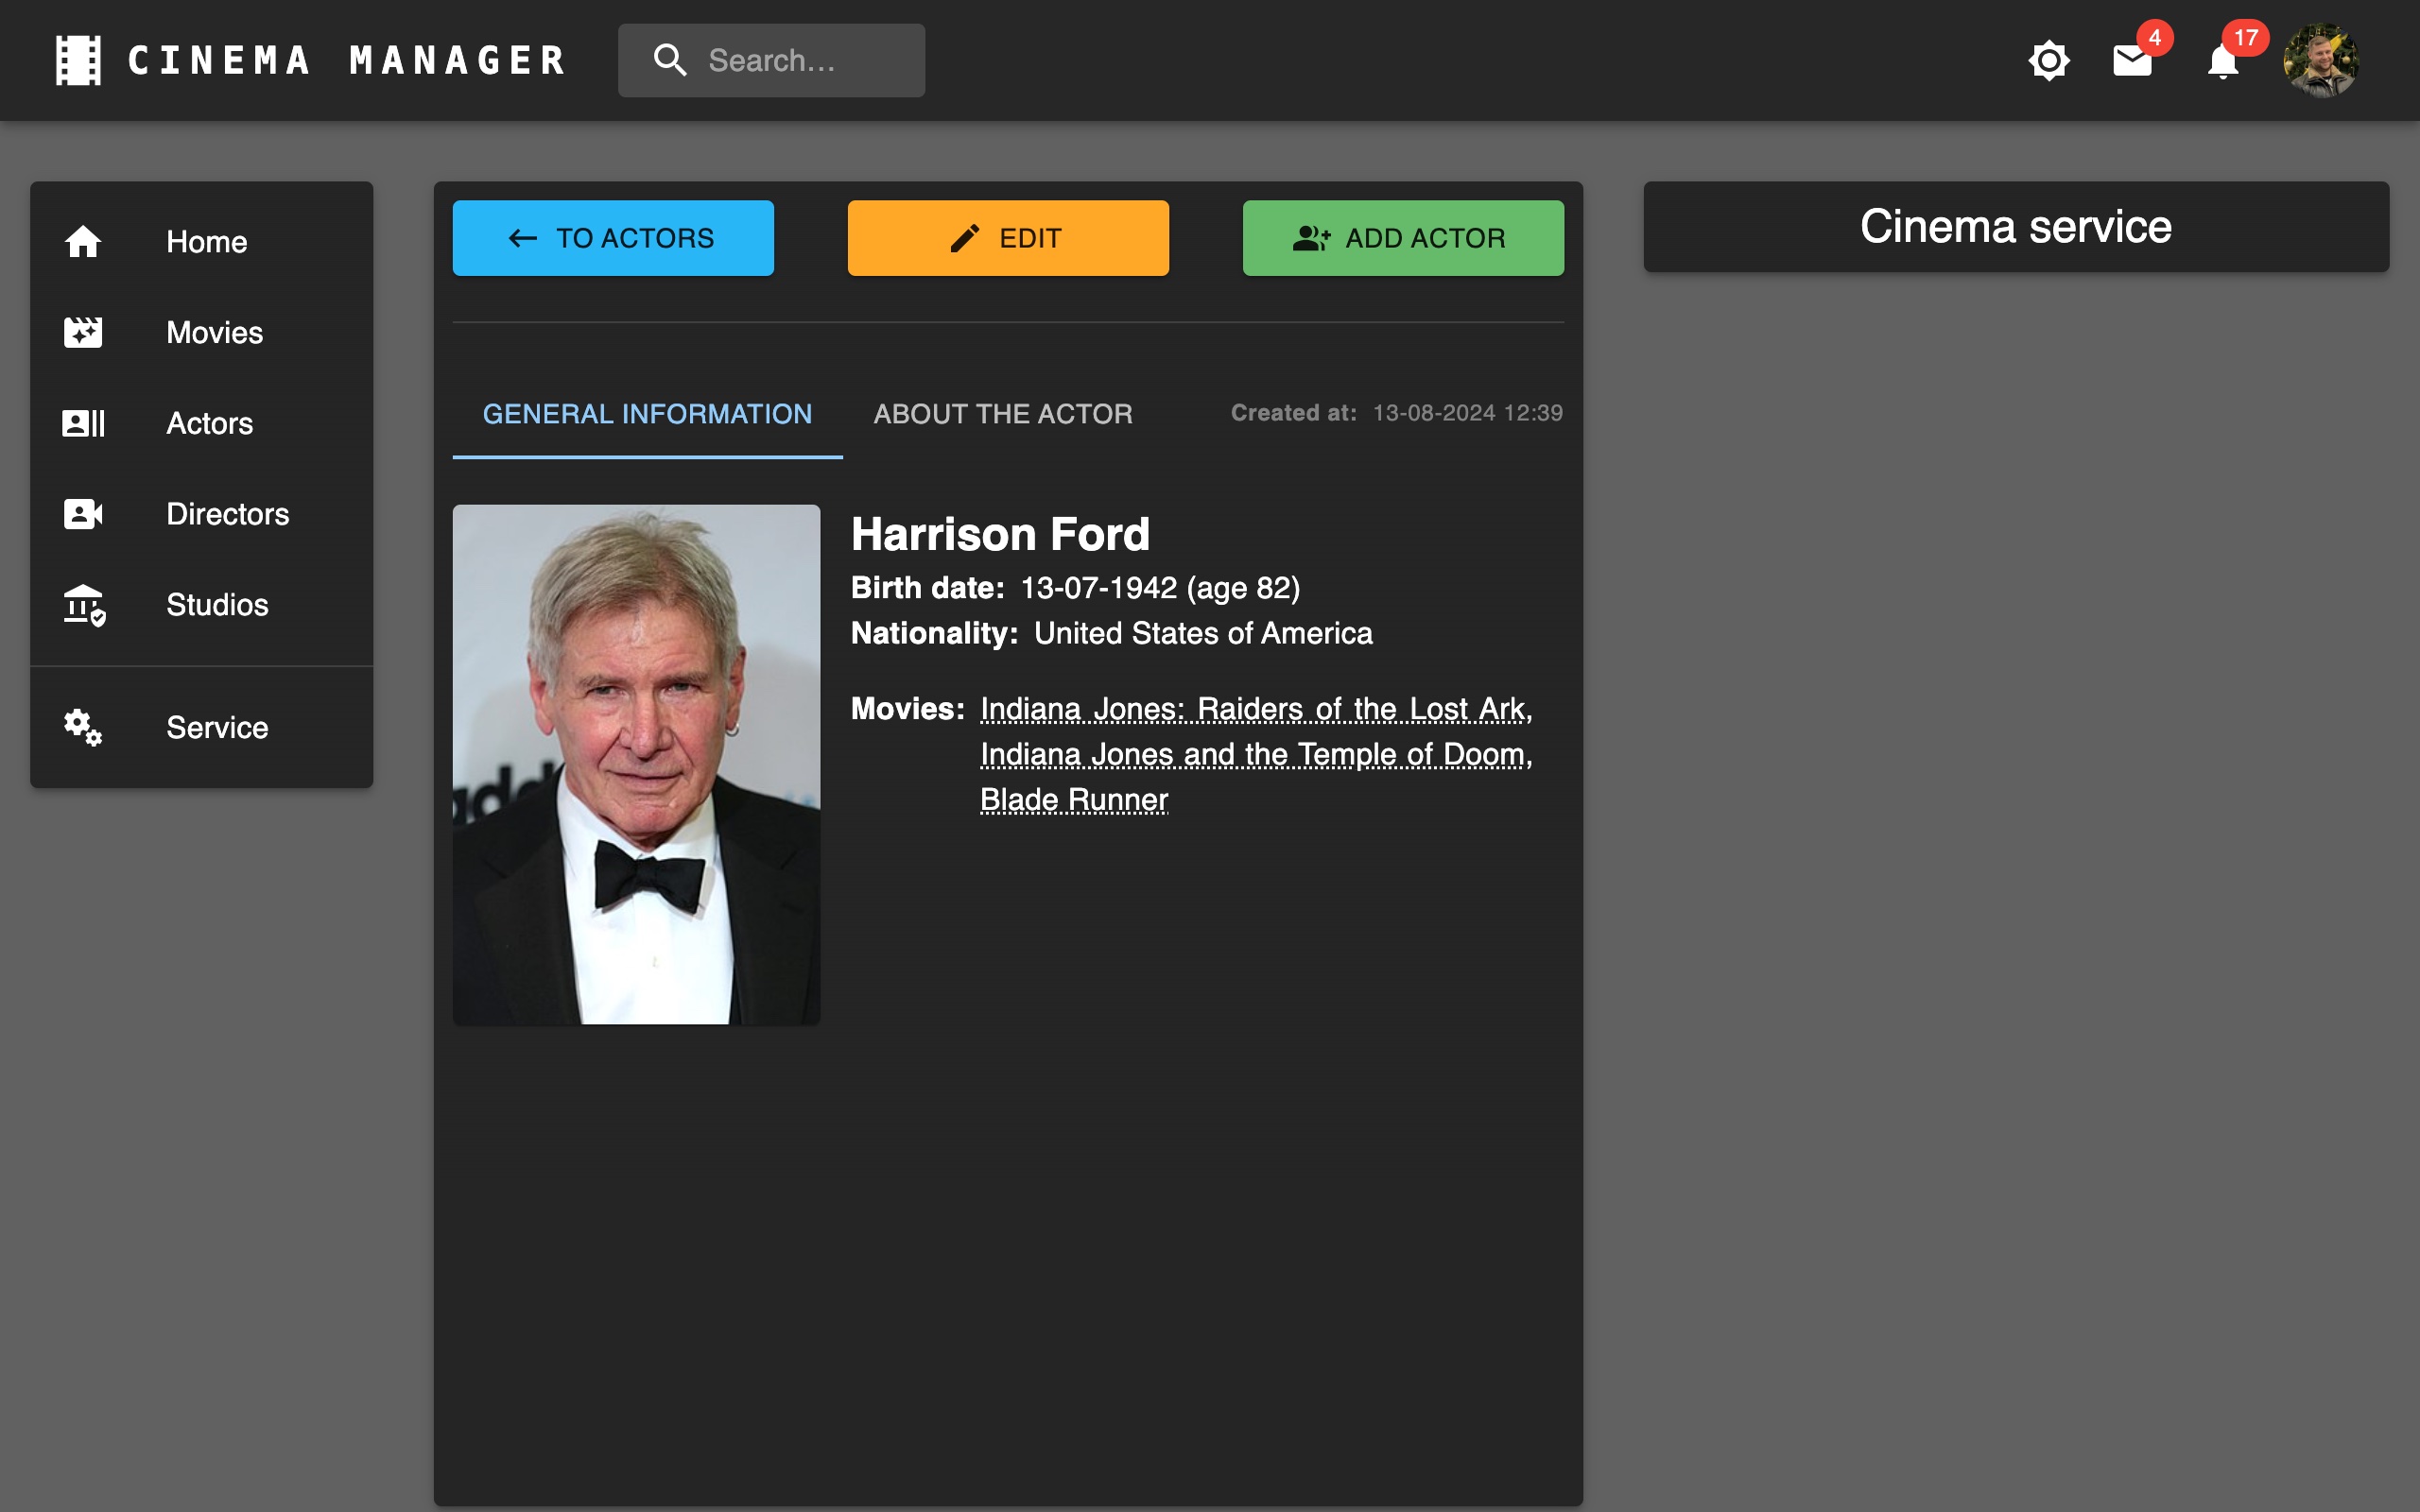 CINEMA MANAGER
Search...
4
17
Home
Movies
Actors
Directors
Studios
Service
TO ACTORS
EDIT
ADD ACTOR
GENERAL INFORMATION
ABOUT THE ACTOR
Created at: 13-08-2024 12:39
Harrison Ford
Birth date: 13-07-1942 (age 82)
Nationality: United States of America
Movies: Indiana Jones: Raiders of the Lost Ark,
Indiana Jones and the Temple of Doom,
Blade Runner
Cinema service